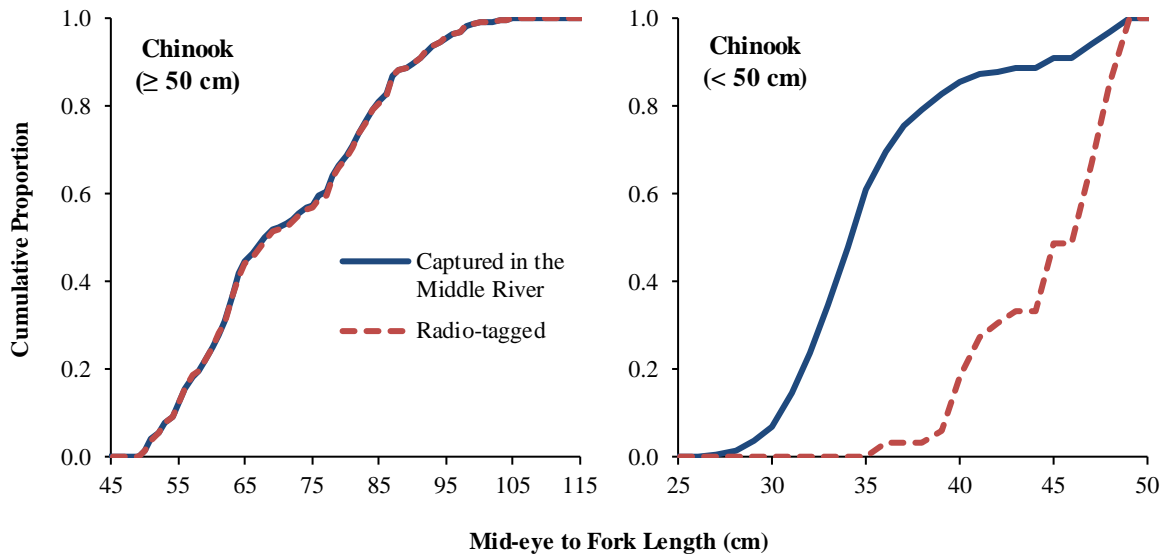 Cumulative Proportion
1.0
0.8
0.6
0.4
0.2
0.0
Chinook
(≥ 50 cm)
Captured in the
Middle River
Radio-tagged
45 55 65 75 85 95 105 115
1.0
0.8
0.6
0.4
0.2
0.0
Chinook
(< 50 cm)
25 30 35 40 45 50
Mid-eye to Fork Length (cm)